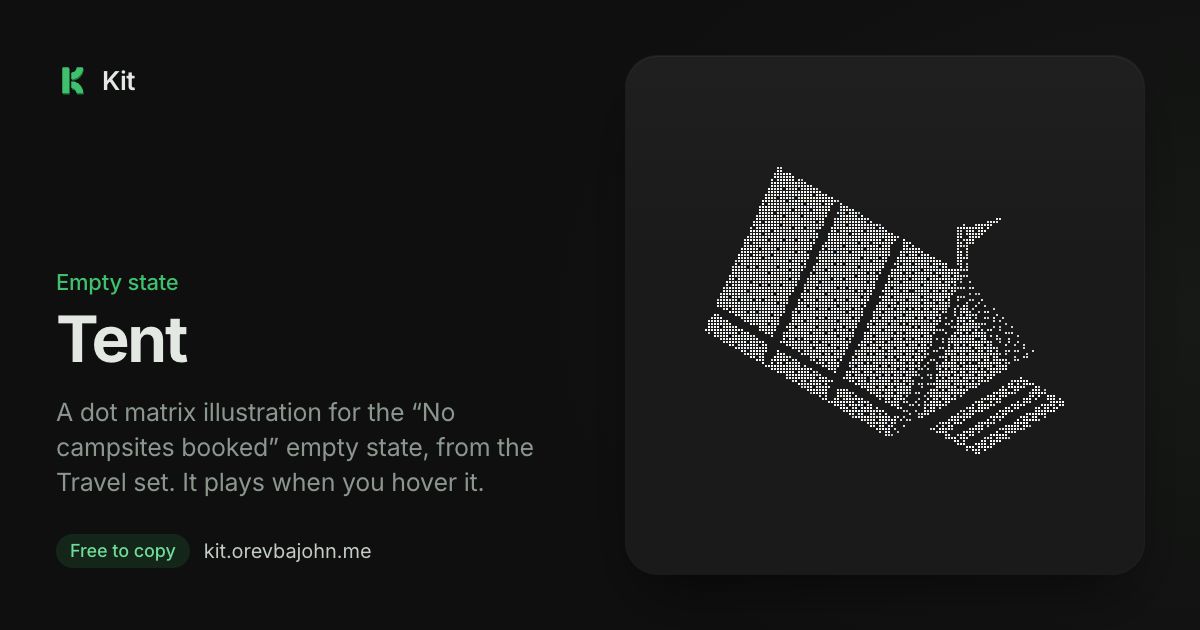 Kit
Empty state
Tent
A dot matrix illustration for the “No
campsites booked” empty state, from the
Travel set. It plays when you hover it.
Free to copy
kit.orevbajohn.me